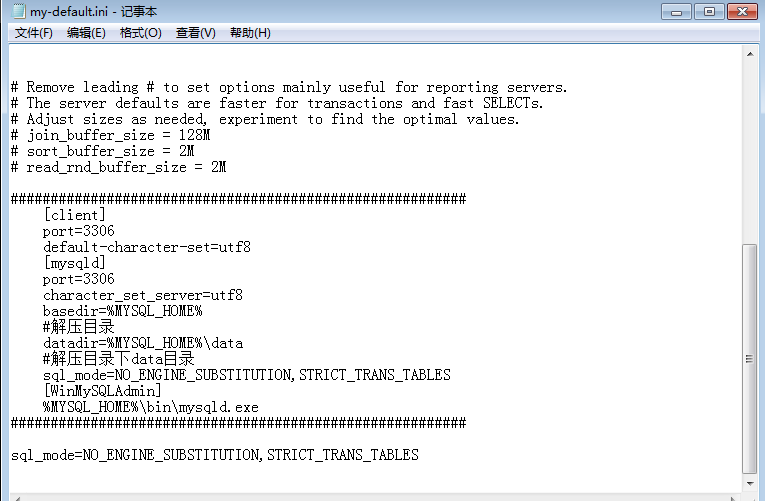 my-default.ini - 记事本
文件(F) 编辑(E) 格式(O) 查看(V) 帮助(H)
# Remove leading # to set options mainly useful for reporting servers.
# The server defaults are faster for transactions and fast SELECTs.
# Adjust sizes as needed, experiment to find the optimal values.
# join_buffer_size = 128M
# sort_buffer_size = 2M
# read_rnd_buffer_size = 2M
#########################################################
[client]
port=3306
default-character-set=utf8
[mysqld]
port=3306
character_set_server=utf8
basedir=%MYSQL_HOME%
#解压目录
datadir=%MYSQL_HOME%\data
#解压目录下data目录
sql_mode=NO_ENGINE_SUBSTITUTION,STRICT_TRANS_TABLES
[WinMySQLAdmin]
%MYSQL_HOME%\bin\mysqld.exe
#########################################################
sql_mode=NO_ENGINE_SUBSTITUTION,STRICT_TRANS_TABLES